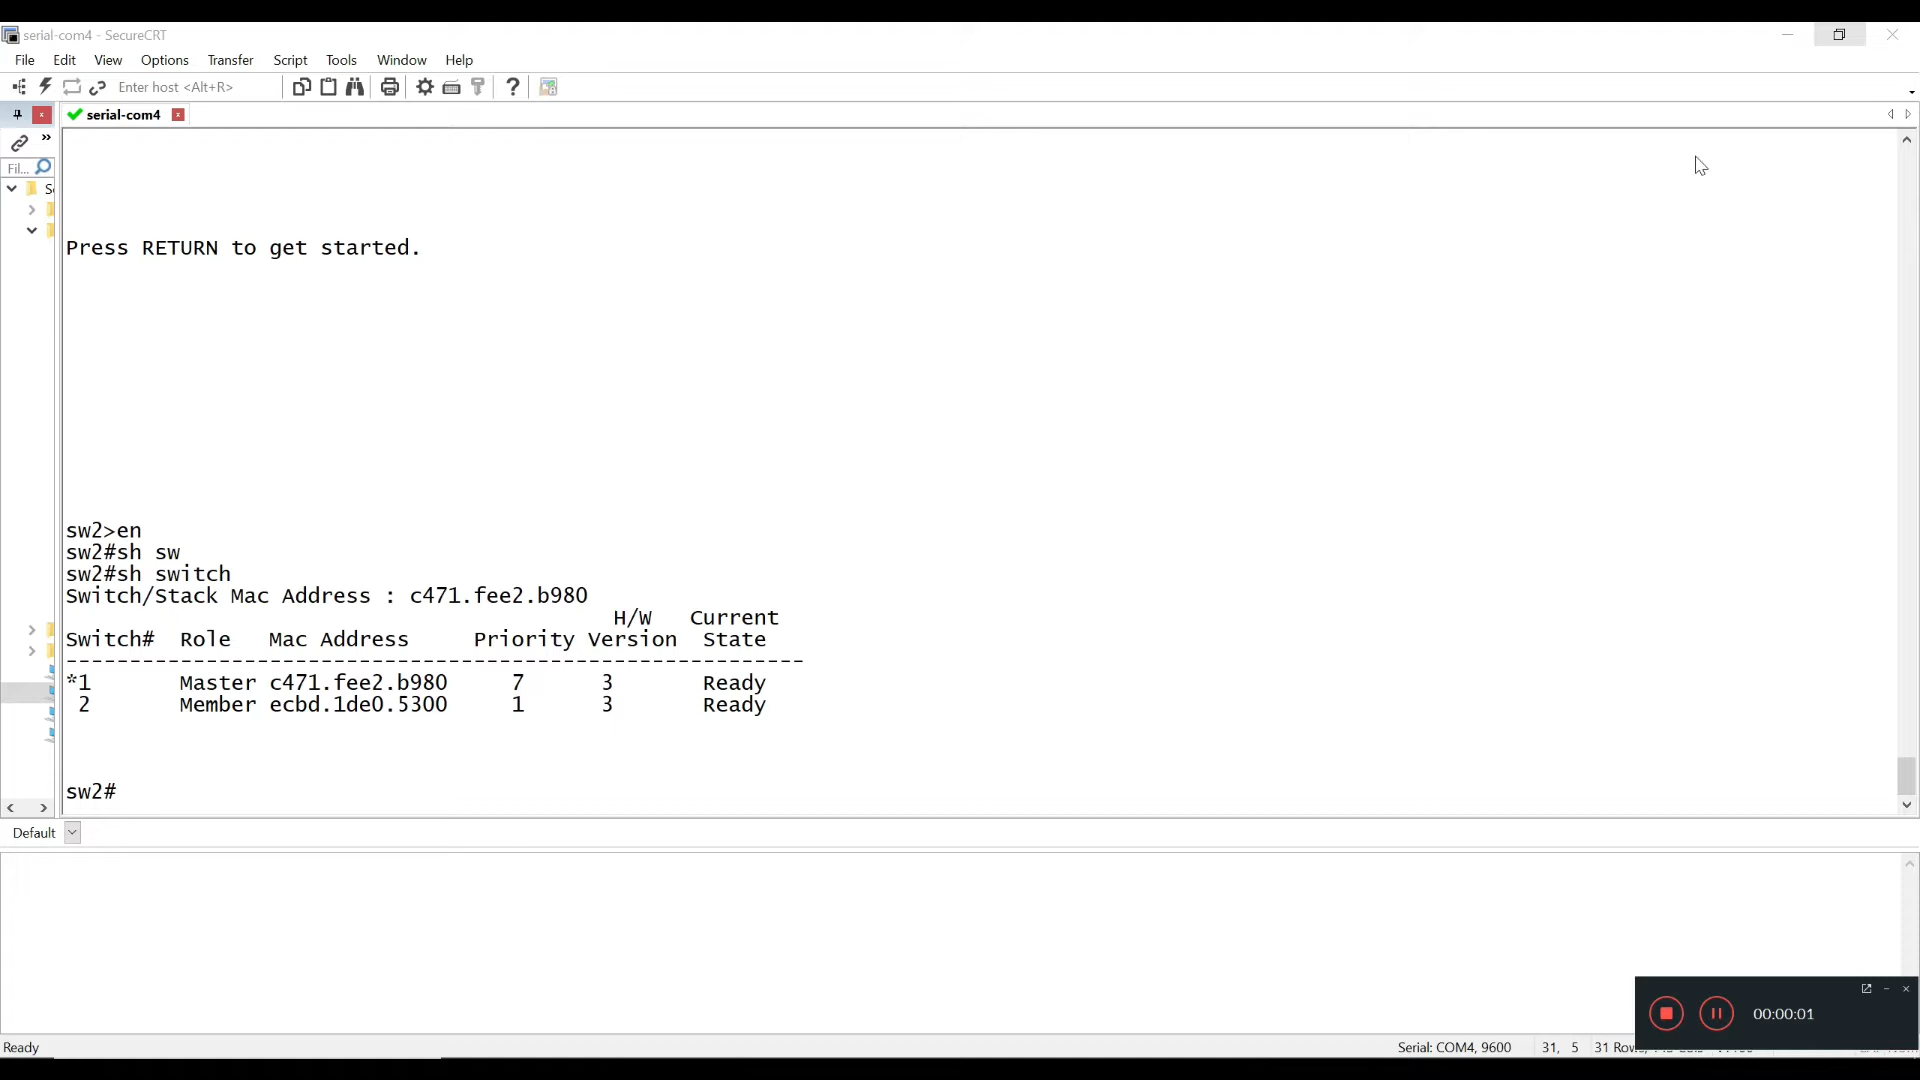 serial-com4 - SecureCRT
File Edit View Options Transfer Script Tools Window Help
Enter host <Alt+R>
serial-com4
Fil...
Press RETURN to get started.
sw2>en
sw2#sh sw
sw2#sh switch
Switch/Stack Mac Address : c471.fee2.b980
H/W Current
Switch# Role Mac Address Priority Version State
--------------------------------------------------------
*1 Master c471.fee2.b980 7 3 Ready
2 Member ecbd.1de0.5300 1 3 Ready
sw2#
Default
00:00:01
Ready Serial: COM4, 9600 31, 5 31